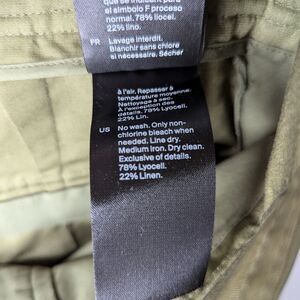 que se indiquen para
el simbolo F proceso
normal. 78% liocel.
22% lino.
FR Lavage interdit.
Blanchir sans chlore
si nécessaire. Sécher
à l'air. Repasser à
température moyenne.
Nettoyage à sec.
À l'exception des
détails. 78% Lyocell.
22% Lin.
US No wash. Only non-
chlorine bleach when
needed. Line dry.
Medium iron. Dry clean.
Exclusive of details.
78% Lyocell.
22% Linen.